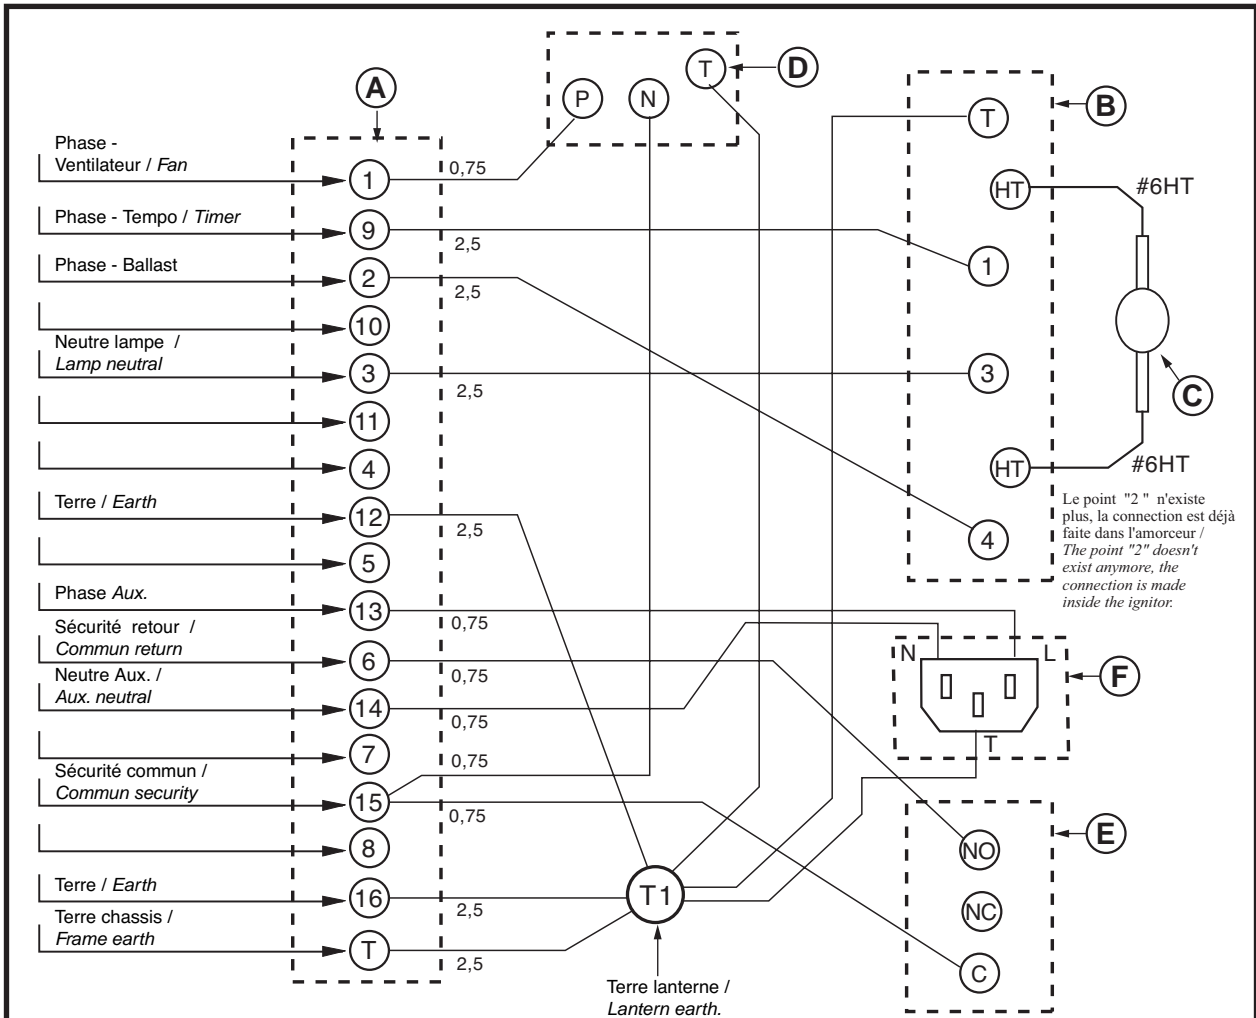 A
D
B
T
P
N
T
Phase -
Ventilateur / Fan
1
0,75
HT
#6HT
Phase - Tempo / Timer
9
2,5
1
Phase - Ballast
2
2,5
10
Neutre lampe /
Lamp neutral
3
2,5
3
C
11
4
HT
#6HT
Terre / Earth
12
2,5
4
Le point "2 " n'existe
plus, la connection est déjà
faite dans l'amorceur /
The point "2" doesn't
exist anymore, the
connection is made
inside the ignitor.
5
Phase Aux.
13
0,75
Sécurité retour /
Commun return
6
0,75
N
L
F
T
Neutre Aux. /
Aux. neutral
14
0,75
7
0,75
Sécurité commun /
Commun security
15
0,75
E
NO
NC
C
8
Terre / Earth
16
2,5
T1
Terre chassis /
Frame earth
T
2,5
Terre lanterne /
Lantern earth.